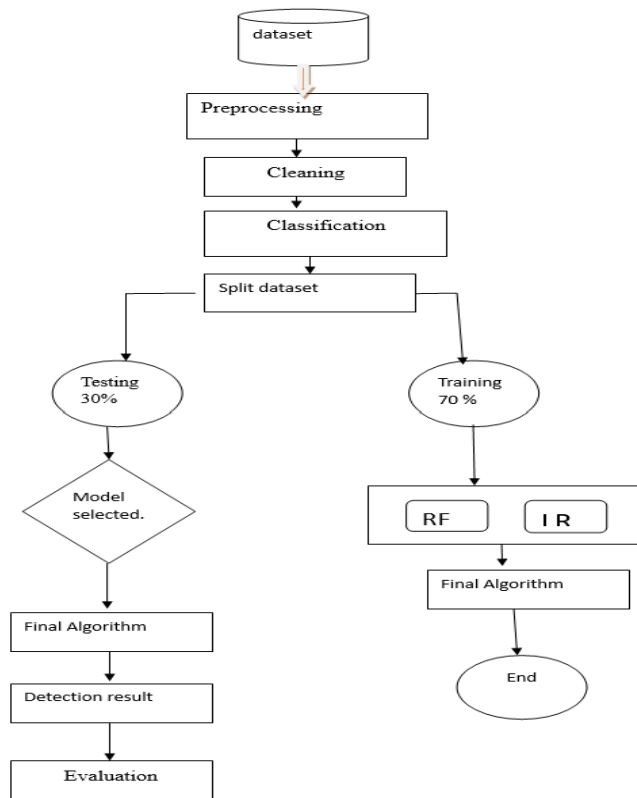 dataset
Preprocessing
Cleaning
Classification
Split dataset
Testing
30%
Training
70 %
Model
selected.
RF
I R
Final Algorithm
Final Algorithm
Detection result
End
Evaluation